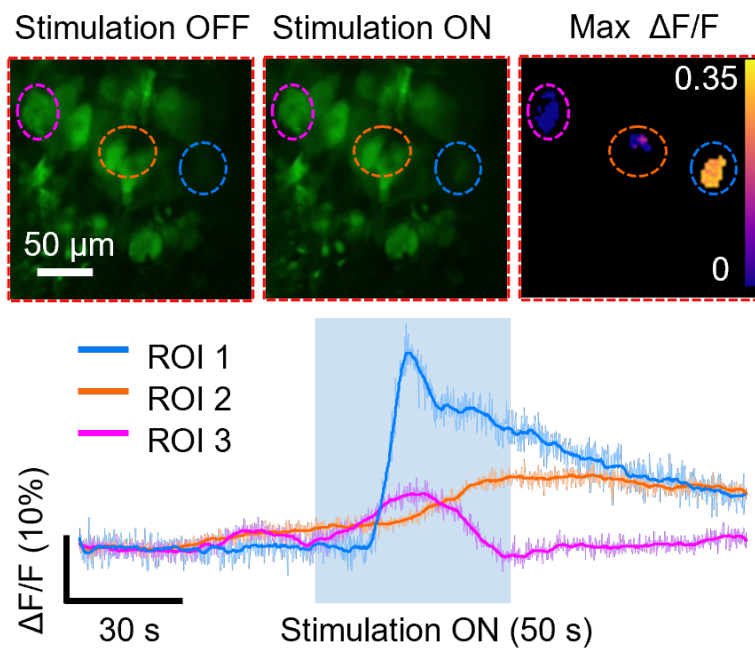 Stimulation OFF
Stimulation ON
Max ΔF/F
0.35
0
50 μm
ROI 1
ROI 2
ROI 3
ΔF/F (10%)
30 s
Stimulation ON (50 s)